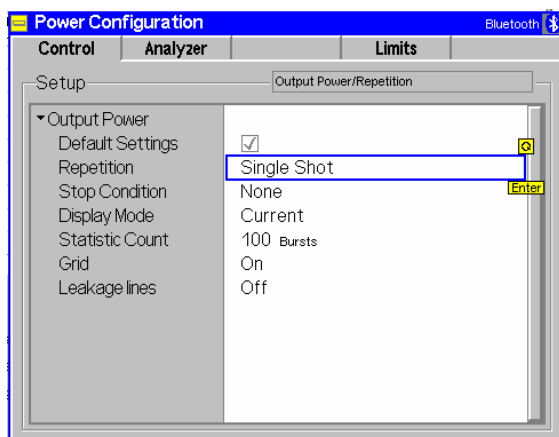 Power Configuration Bluetooth
Control Analyzer Limits
Setup Output Power/Repetition
Output Power
Default Settings
Repetition Single Shot
Stop Condition None
Enter
Display Mode Current
Statistic Count 100 Bursts
Grid On
Leakage lines Off